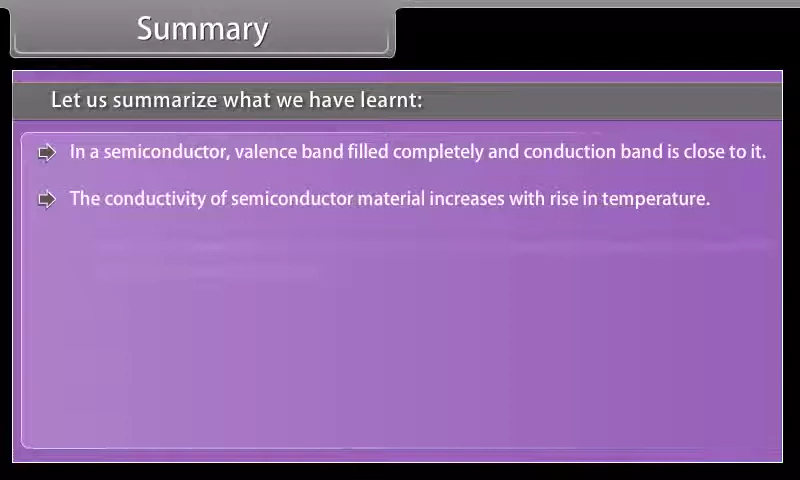 Summary
Let us summarize what we have learnt:
In a semiconductor, valence band filled completely and conduction band is close to it.
The conductivity of semiconductor material increases with rise in temperature.